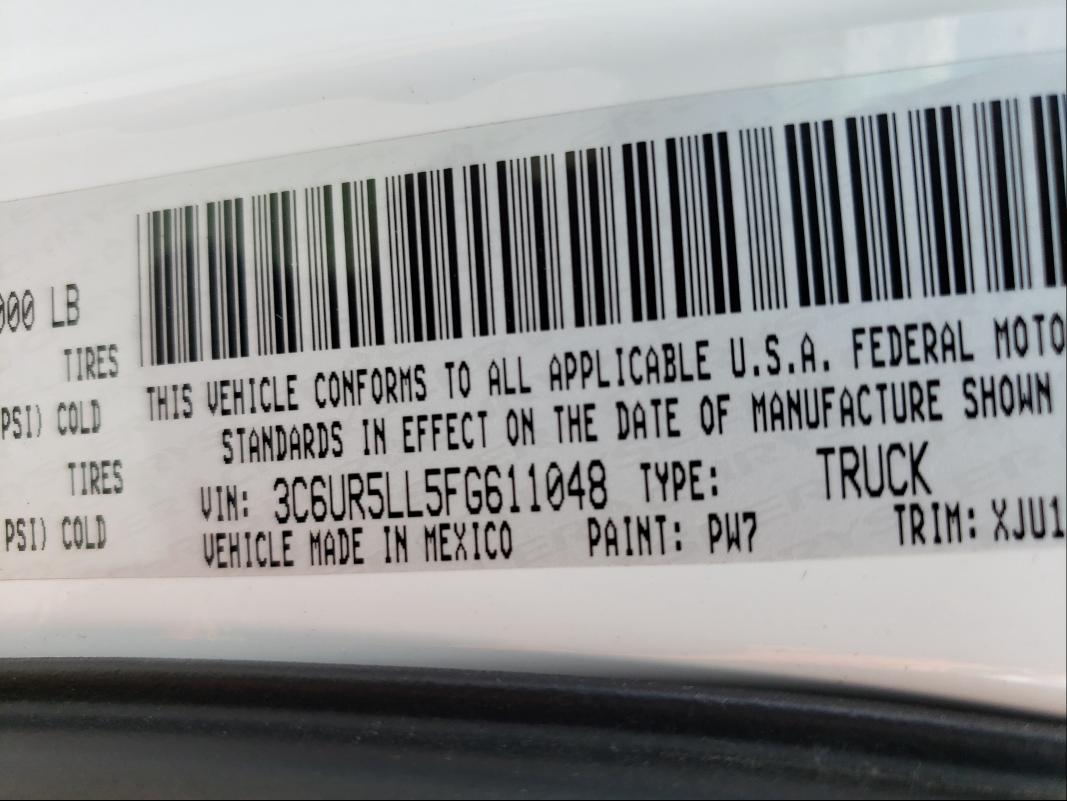 000 LB
TIRES
PSI) COLD
TIRES
PSI) COLD
THIS VEHICLE CONFORMS TO ALL APPLICABLE U.S.A. FEDERAL MOTO
STANDARDS IN EFFECT ON THE DATE OF MANUFACTURE SHOWN
VIN: 3C6UR5LL5FG611048 TYPE: TRUCK
VEHICLE MADE IN MEXICO PAINT: PW7 TRIM: XJU1